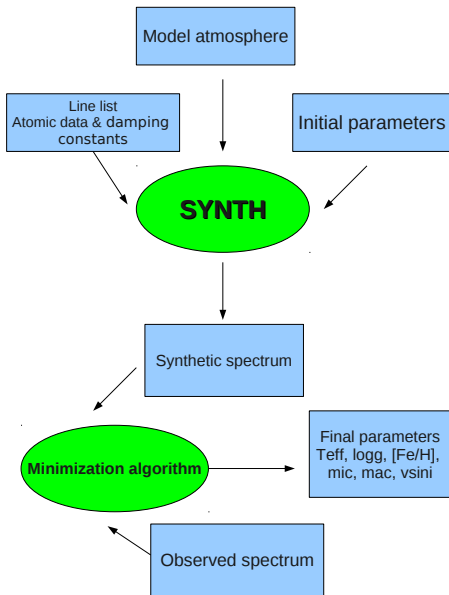 Model atmosphere
Line list
Atomic data & damping
constants
Initial parameters
SYNTH
Synthetic spectrum
Minimization algorithm
Final parameters
Teff, logg, [Fe/H],
mic, mac, vsini
Observed spectrum